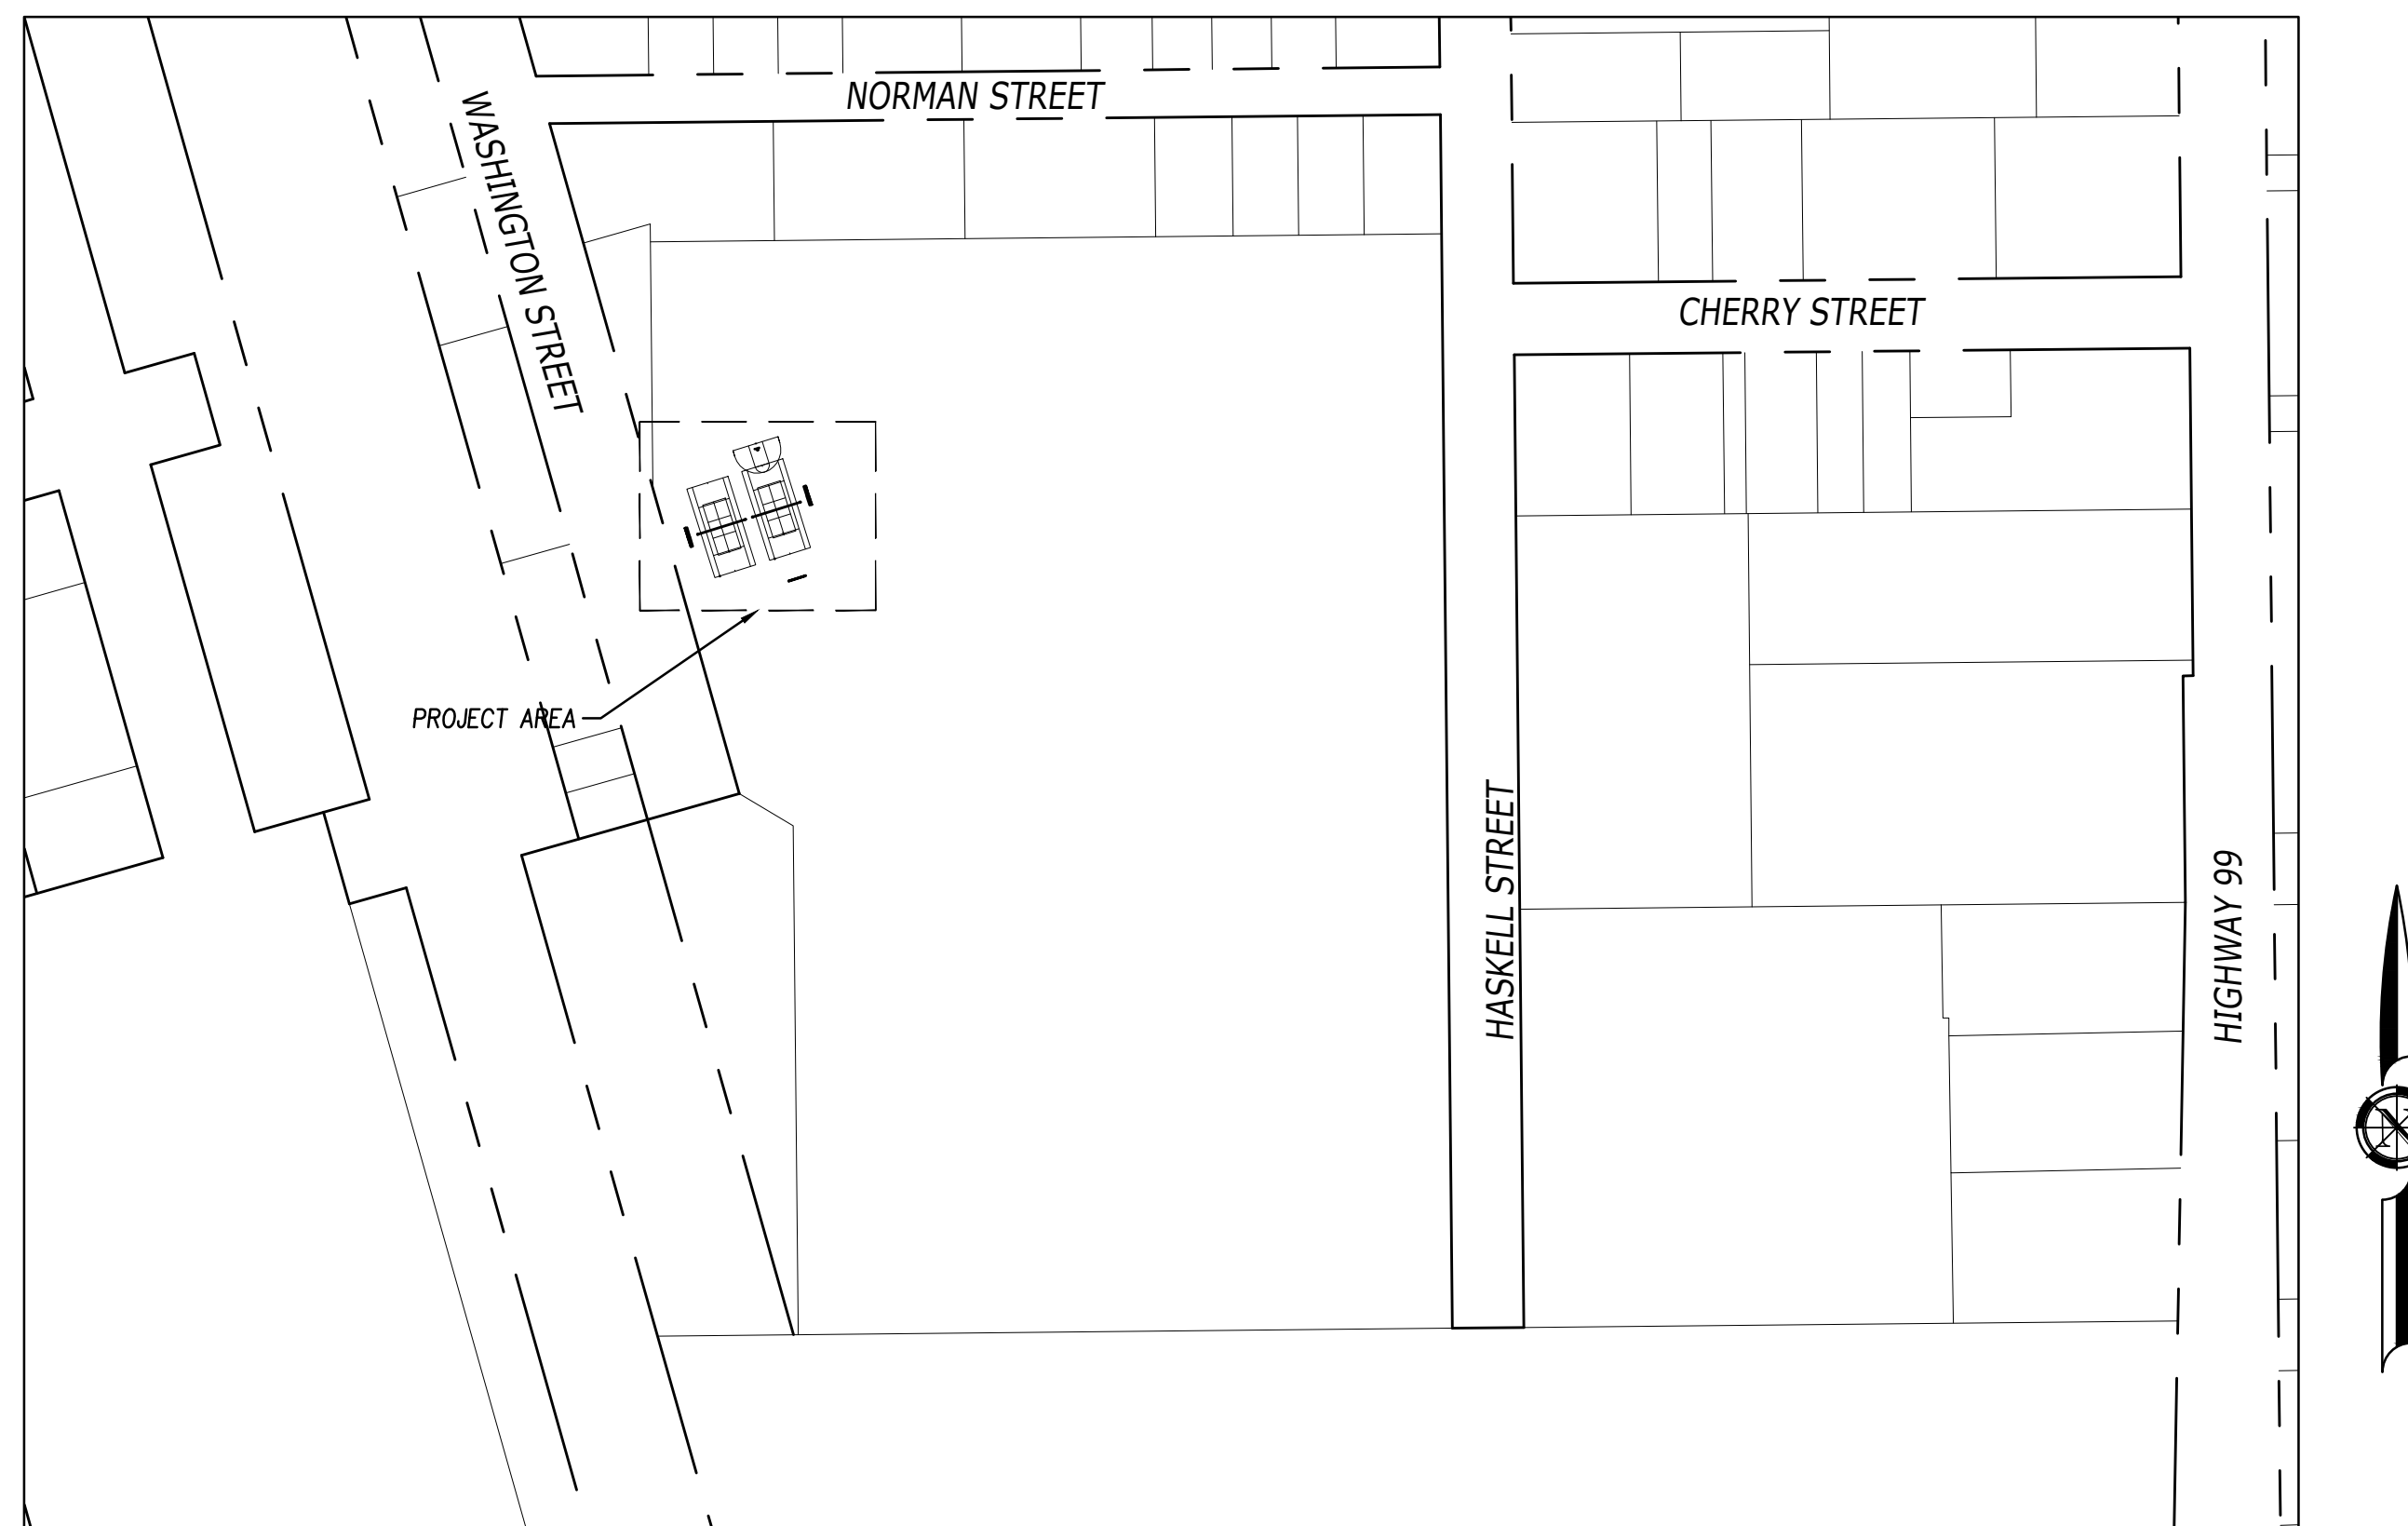 NORMAN STREET
WASHINGTON STREET
CHERRY STREET
PROJECT AREA
HASKELL STREET
HIGHWAY 99
N